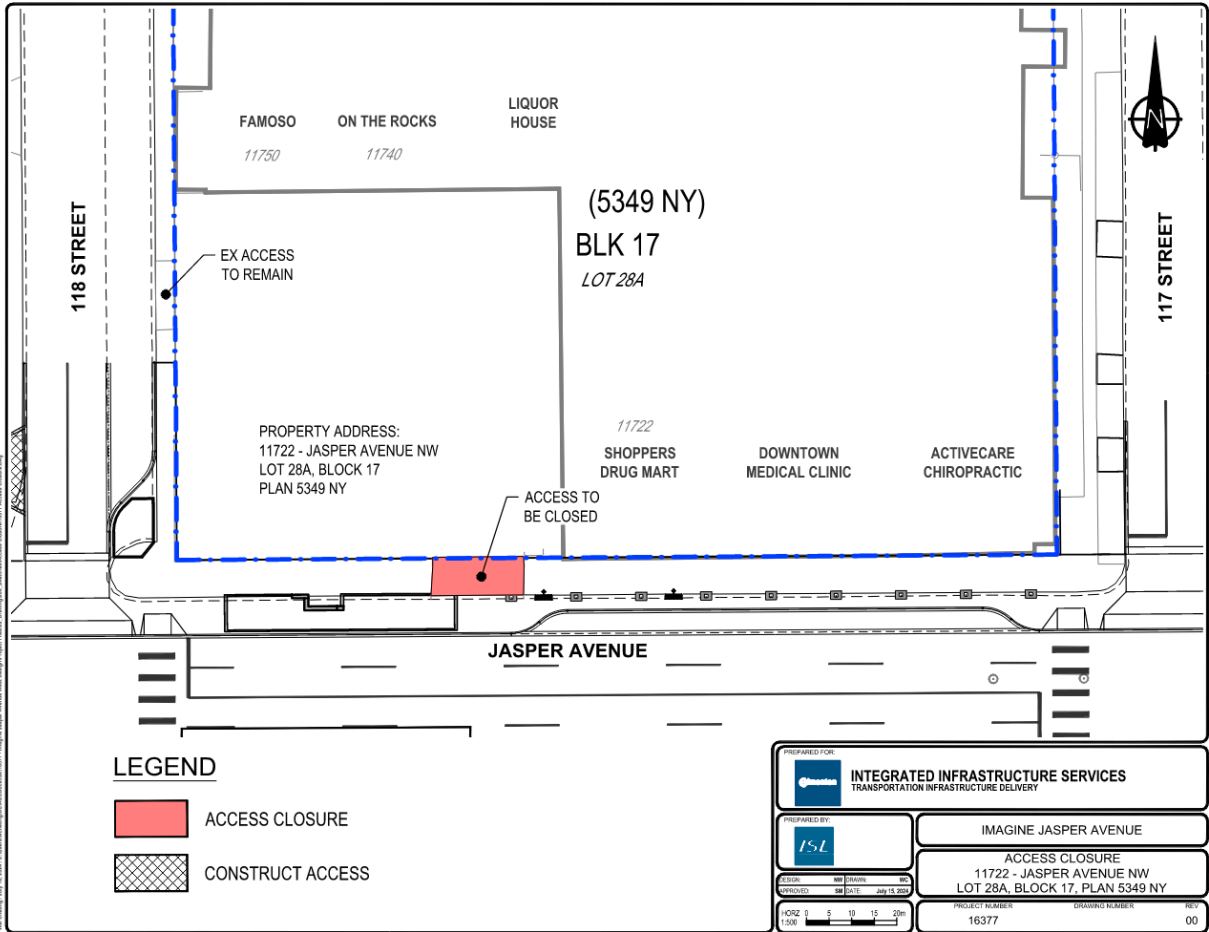 FAMOSO
11750
ON THE ROCKS
11740
LIQUOR
HOUSE
N
(5349 NY)
BLK 17
LOT 28A
118 STREET
117 STREET
EX ACCESS
TO REMAIN
PROPERTY ADDRESS:
11722 - JASPER AVENUE NW
LOT 28A, BLOCK 17
PLAN 5349 NY
11722
SHOPPERS
DRUG MART
DOWNTOWN
MEDICAL CLINIC
ACTIVECARE
CHIROPRACTIC
ACCESS TO
BE CLOSED
JASPER AVENUE
LEGEND
ACCESS CLOSURE
CONSTRUCT ACCESS
PREPARED FOR:
Edmonton
INTEGRATED INFRASTRUCTURE SERVICES
TRANSPORTATION INFRASTRUCTURE DELIVERY
PREPARED BY:
ISL
IMAGINE JASPER AVENUE
ACCESS CLOSURE
11722 - JASPER AVENUE NW
LOT 28A, BLOCK 17, PLAN 5349 NY
DESIGN: NW DRAWN: WC
APPROVED: SM DATE: July 15, 2024
HORZ 0 5 10 15 20m
1:500
PROJECT NUMBER
16377
DRAWING NUMBER
REV
00